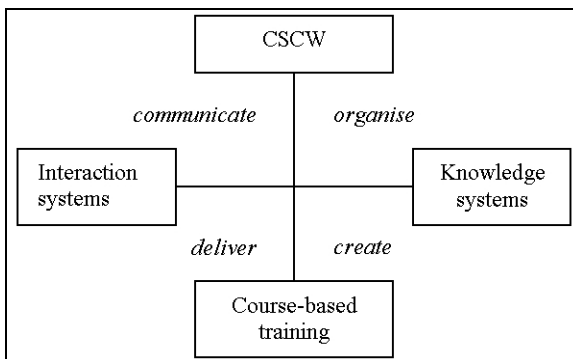 CSCW
communicate organise
Interaction
systems
Knowledge
systems
deliver create
Course-based
training